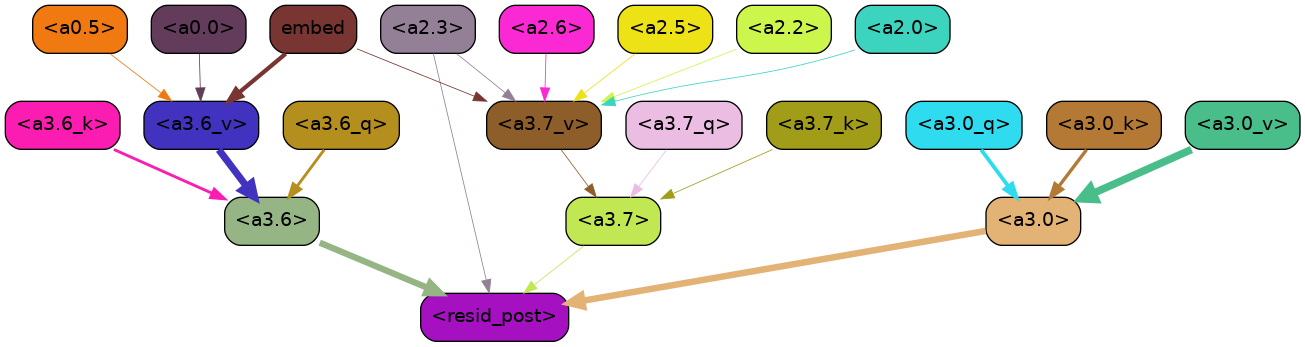 <a0.5> <a0.0> embed <a2.3> <a2.6> <a2.5> <a2.2> <a2.0>
<a3.6_k> <a3.6_v> <a3.6_q> <a3.7_v> <a3.7_q> <a3.7_k> <a3.0_q> <a3.0_k> <a3.0_v>
<a3.6> <a3.7> <a3.0>
<resid_post>